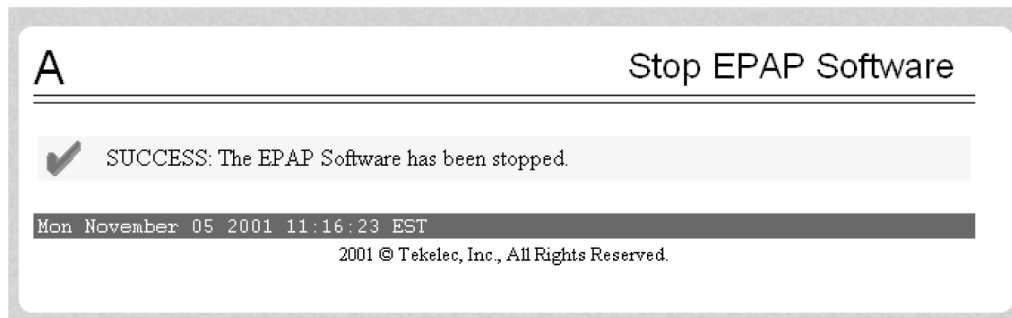 A Stop EPAP Software
SUCCESS: The EPAP Software has been stopped.
Mon November 05 2001 11:16:23 EST
2001 © Tekelec, Inc., All Rights Reserved.